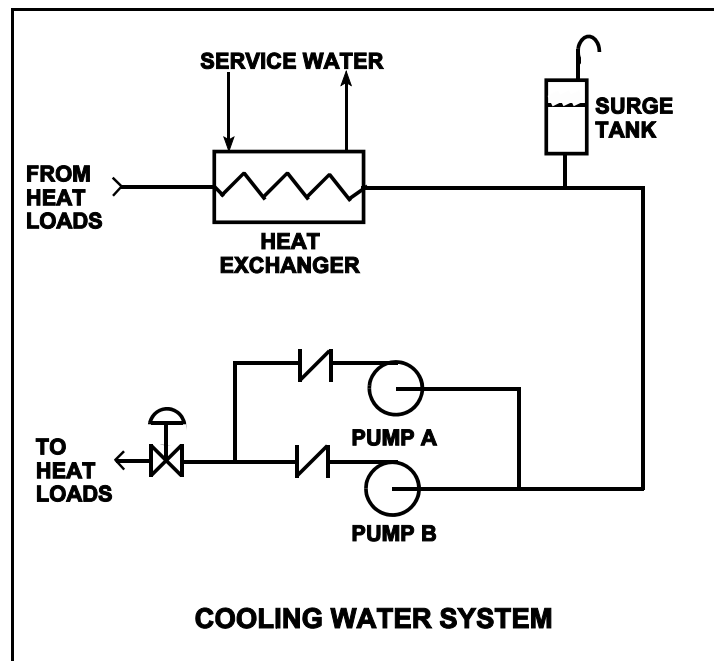 SERVICE WATER
SURGE
TANK
FROM
HEAT
LOADS
HEAT
EXCHANGER
PUMP A
TO
HEAT
LOADS
PUMP B
COOLING WATER SYSTEM